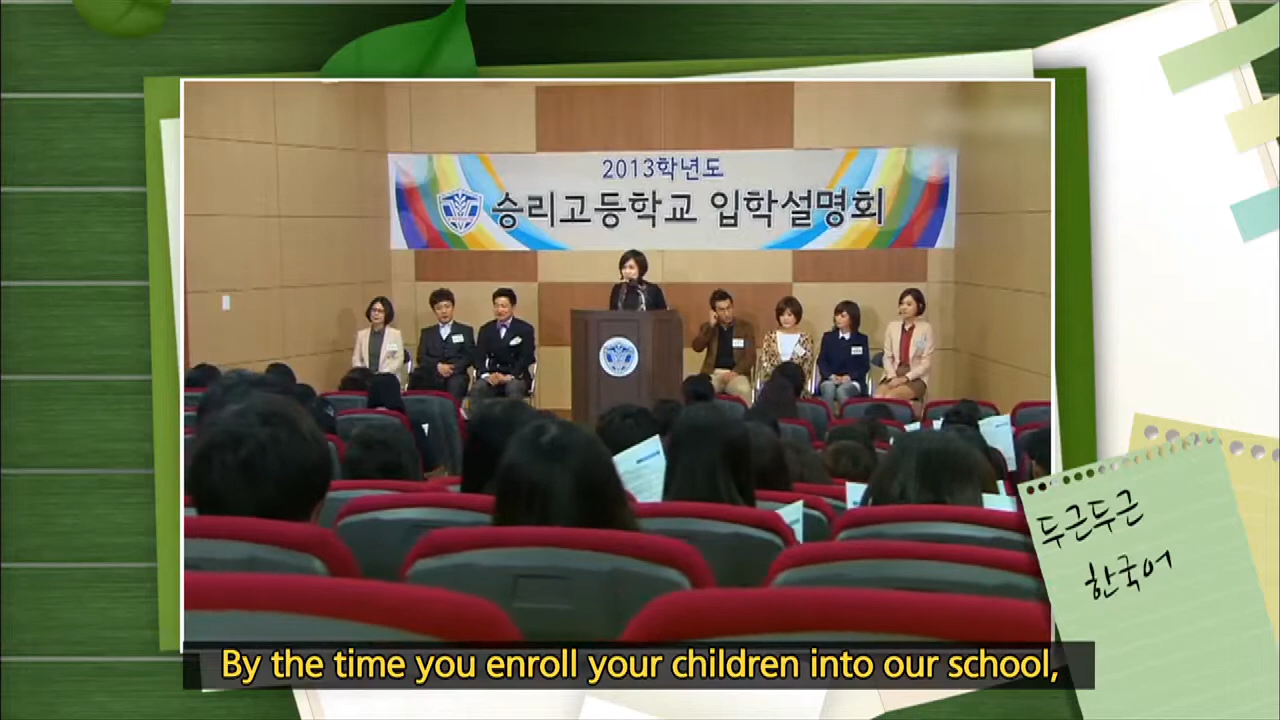 2013학년도
승리고등학교 입학설명회
두근두근
한국어
By the time you enroll your children into our school,